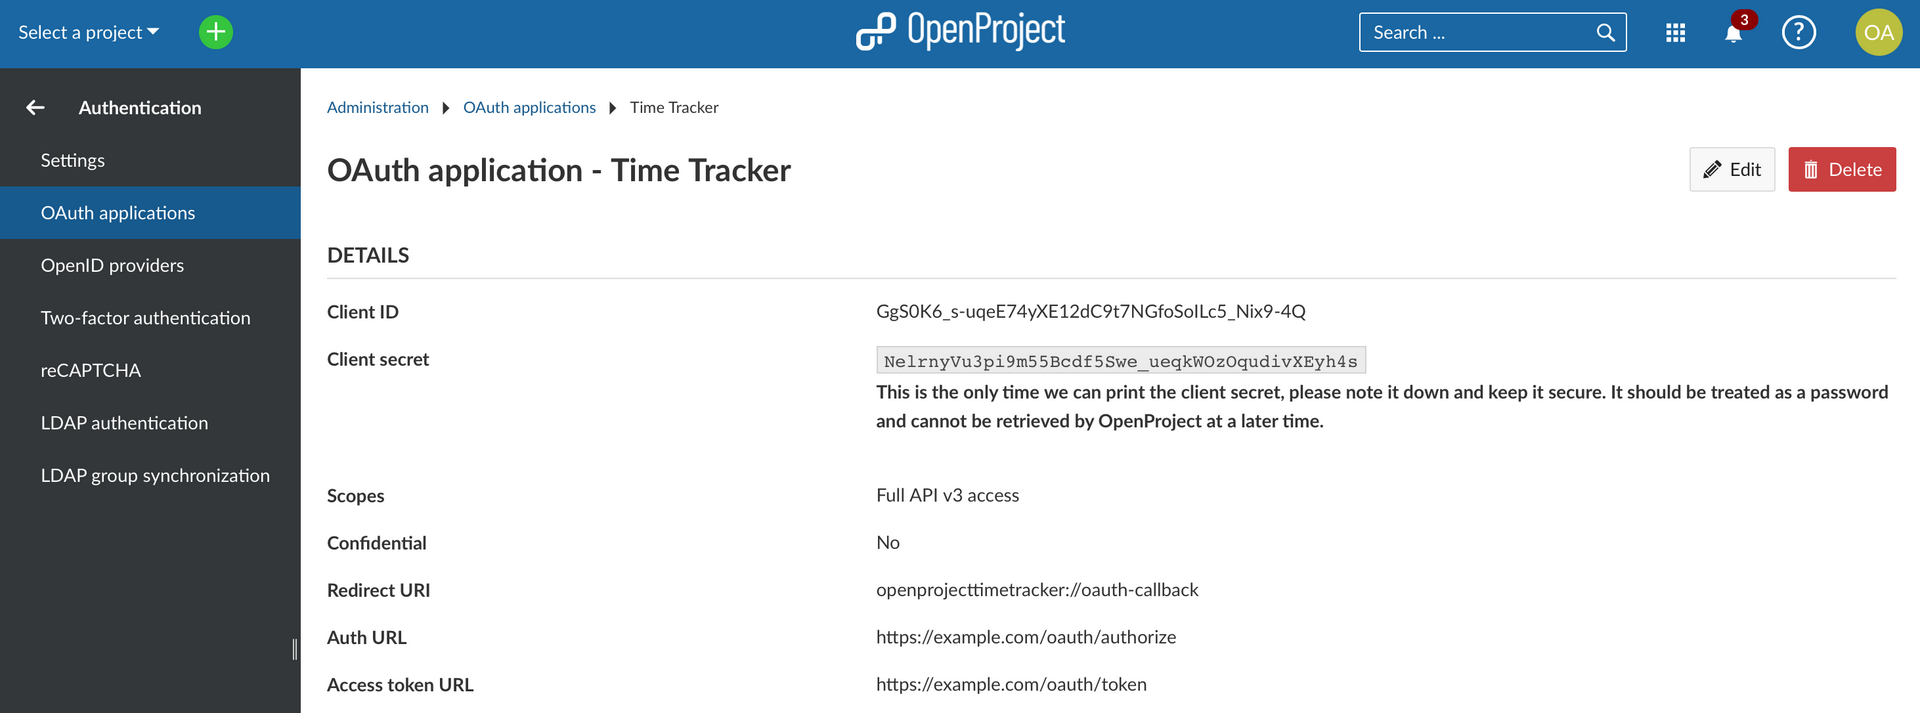 Select a project
OpenProject
Search ...
3
OA
Authentication
Settings
OAuth applications
OpenID providers
Two-factor authentication
reCAPTCHA
LDAP authentication
LDAP group synchronization
Administration OAuth applications Time Tracker
OAuth application - Time Tracker
Edit
Delete
DETAILS
Client ID GgS0K6_s-uqeE74yXE12dC9t7NGfoSolLc5_Nix9-4Q
Client secret NelrnyVu3pi9m55Bcdf5Swe_ueqkWOzOqudivXEyh4s
This is the only time we can print the client secret, please note it down and keep it secure. It should be treated as a password
and cannot be retrieved by OpenProject at a later time.
Scopes Full API v3 access
Confidential No
Redirect URI openprojecttimetracker://oauth-callback
Auth URL https://example.com/oauth/authorize
Access token URL https://example.com/oauth/token